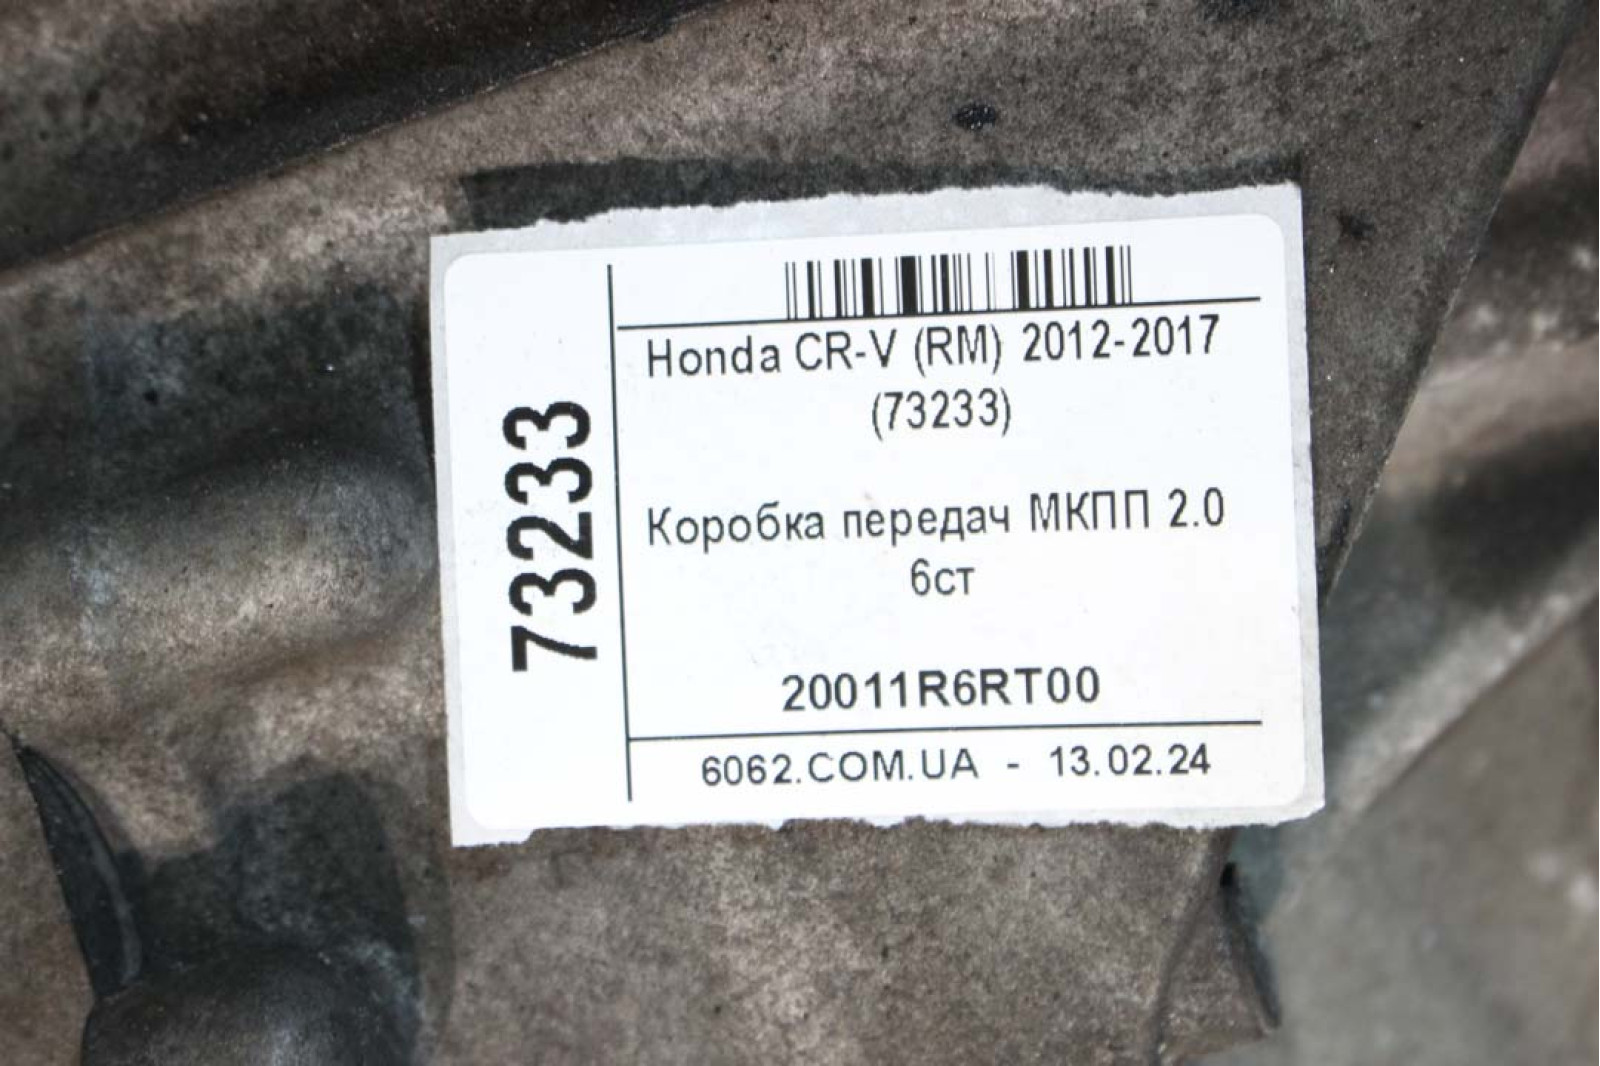 73233
Honda CR-V (RM) 2012-2017
(73233)
Коробка передач МКПП 2.0
6ст
20011R6RT00
6062.COM.UA - 13.02.24